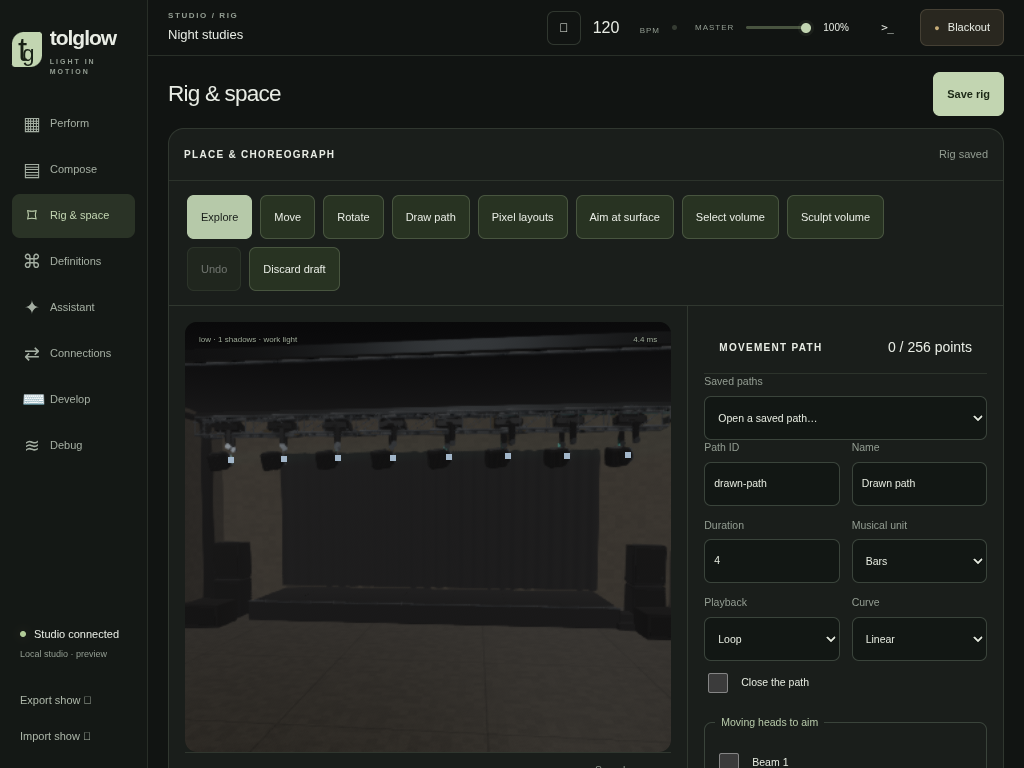 tg tolglow
LIGHT IN
MOTION
Perform
Compose
Rig & space
Definitions
Assistant
Connections
Develop
Debug
Studio connected
Local studio · preview
Export show
Import show
STUDIO / RIG
Night studies
120 BPM
MASTER 100%
>_
Blackout
Rig & space
Save rig
PLACE & CHOREOGRAPH
Rig saved
Explore
Move
Rotate
Draw path
Pixel layouts
Aim at surface
Select volume
Sculpt volume
Undo
Discard draft
low · 1 shadows · work light
4.4 ms
MOVEMENT PATH
0 / 256 points
Saved paths
Open a saved path…
Path ID
Name
drawn-path
Drawn path
Duration
Musical unit
4
Bars
Playback
Curve
Loop
Linear
Close the path
Moving heads to aim
Beam 1